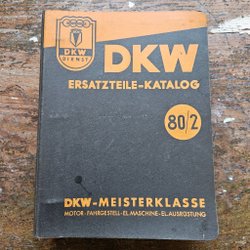 DKW
DIENST
DKW
ERSATZTEILE-KATALOG
80/2
DKW-MEISTERKLASSE
MOTOR-FAHRGESTELL-EL.MASCHINE-EL.AUSRÜSTUNG